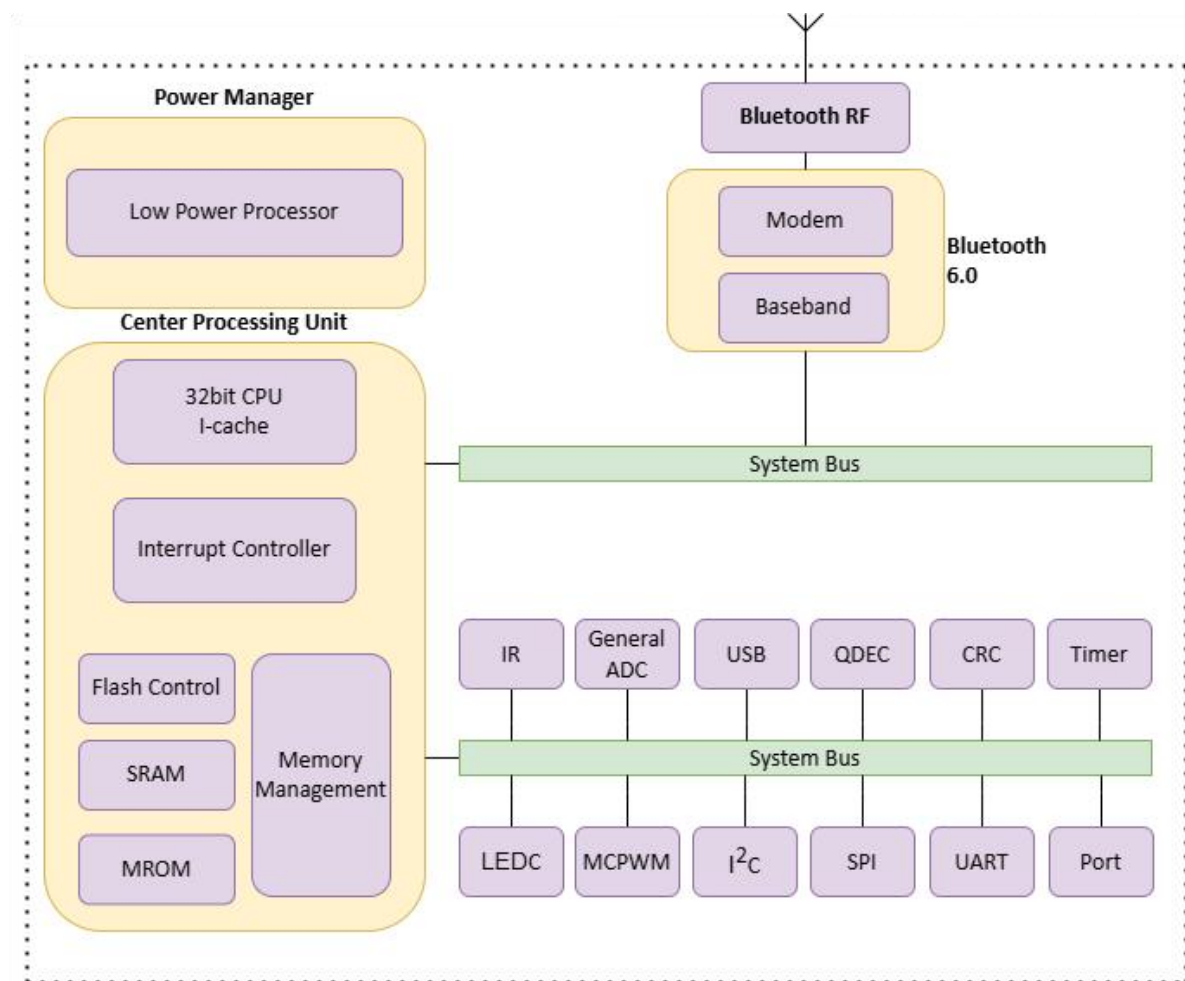 Power Manager
Low Power Processor
Bluetooth RF
Modem
Baseband
Bluetooth
6.0
Center Processing Unit
32bit CPU
I-cache
Interrupt Controller
Flash Control
SRAM
MROM
Memory
Management
System Bus
IR
General
ADC
USB
QDEC
CRC
Timer
System Bus
LEDC
MCPWM
I²C
SPI
UART
Port